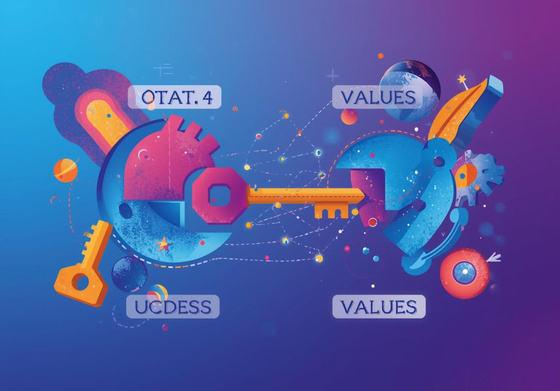 OTAT. 4
VALUES
UCDESS
VALUES